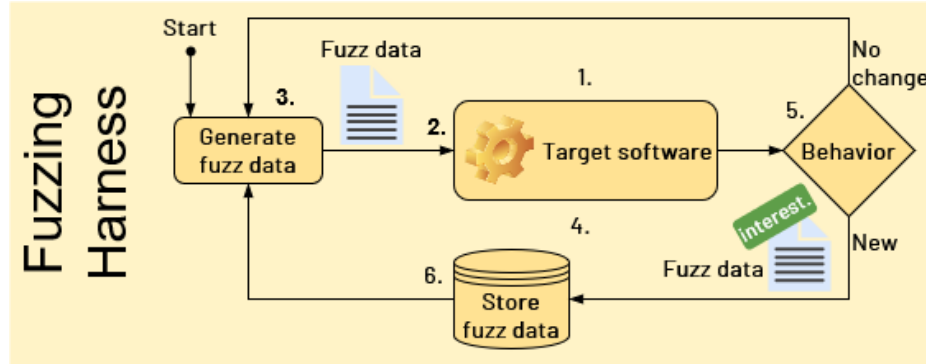 Fuzzing
Harness
Start
Fuzz data
3.
Generate
fuzz data
2.
1.
Target software
4.
No
change
5.
Behavior
interest.
New
Fuzz data
6.
Store
fuzz data